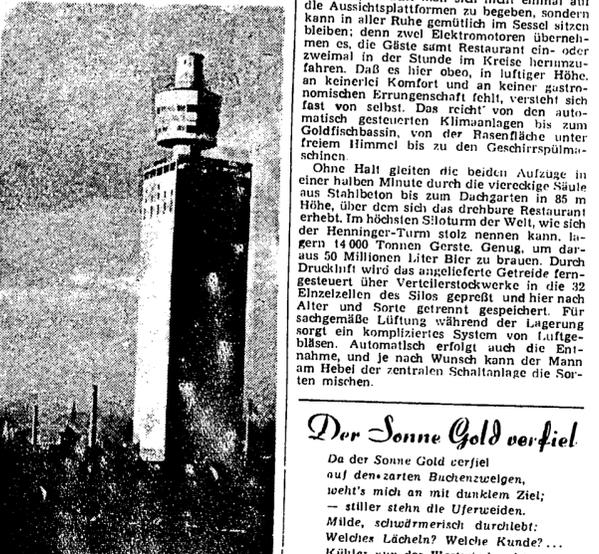 die Aussichtsplattformen zu begeben, sondern
kann in aller Ruhe gemütlich im Sessel sitzen
bleiben; denn zwei Elektromotoren überneh-
men es, die Gäste samt Restaurant ein- oder
zweimal in der Stunde im Kreise herumzu-
fahren. Daß es hier oben, in luftiger Höhe,
an keinerlei Komfort und an keiner gastro-
nomischen Errungenschaft fehlt, versteht sich
fast von selbst. Das reicht von den auto-
matisch gesteuerten Klimaanlagen bis zum
Goldfischbassin, von der Rasenfläche unter
freiem Himmel bis zu den Geschirrspülma-
schinen.
Ohne Halt gleiten die beiden Aufzüge in
einer halben Minute durch die viereckige Säule
aus Stahlbeton bis zum Dachgarten in 85 m
Höhe, über dem sich das drehbare Restaurant
erhebt. Im höchsten Siloturm der Welt, wie sich
der Henninger-Turm stolz nennen kann, la-
gern 14 000 Tonnen Gerste. Genug, um dar-
aus 50 Millionen Liter Bier zu brauen. Durch
Druckluft wird das angelieferte Getreide fern-
gesteuert über Verteilerstockwerke in die 32
Einzelzellen des Silos gepreßt und hier nach
Alter und Sorte getrennt gespeichert. Für
sachgemäße Lüftung während der Lagerung
sorgt ein kompliziertes System von Luftge-
bläsen. Automatisch erfolgt auch die Ent-
nahme, und je nach Wunsch kann der Mann
am Hebel der zentralen Schaltanlage die Sor-
ten mischen.
Der Sonne Gold verfiel
Da der Sonne Gold verfiel
auf den zarten Buchenzweigen,
weht's mich an mit dunklem Ziel;
— stiller stehn die Uferweiden.
Milde, schwärmerisch durchlebt:
Welches Lächeln? Welche Kunde? ...